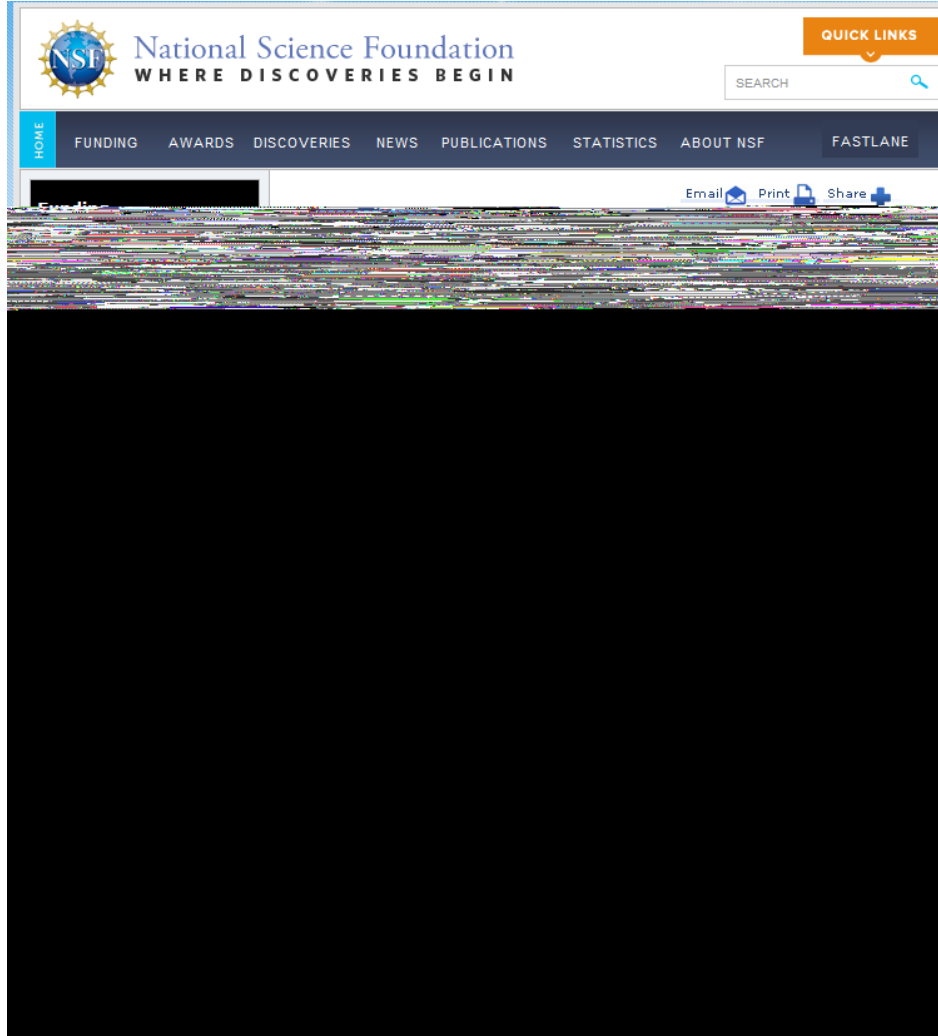 QUICK LINKS
NSF
National Science Foundation
WHERE DISCOVERIES BEGIN
SEARCH
HOME
FUNDING AWARDS DISCOVERIES NEWS PUBLICATIONS STATISTICS ABOUT NSF FASTLANE
Email Print Share